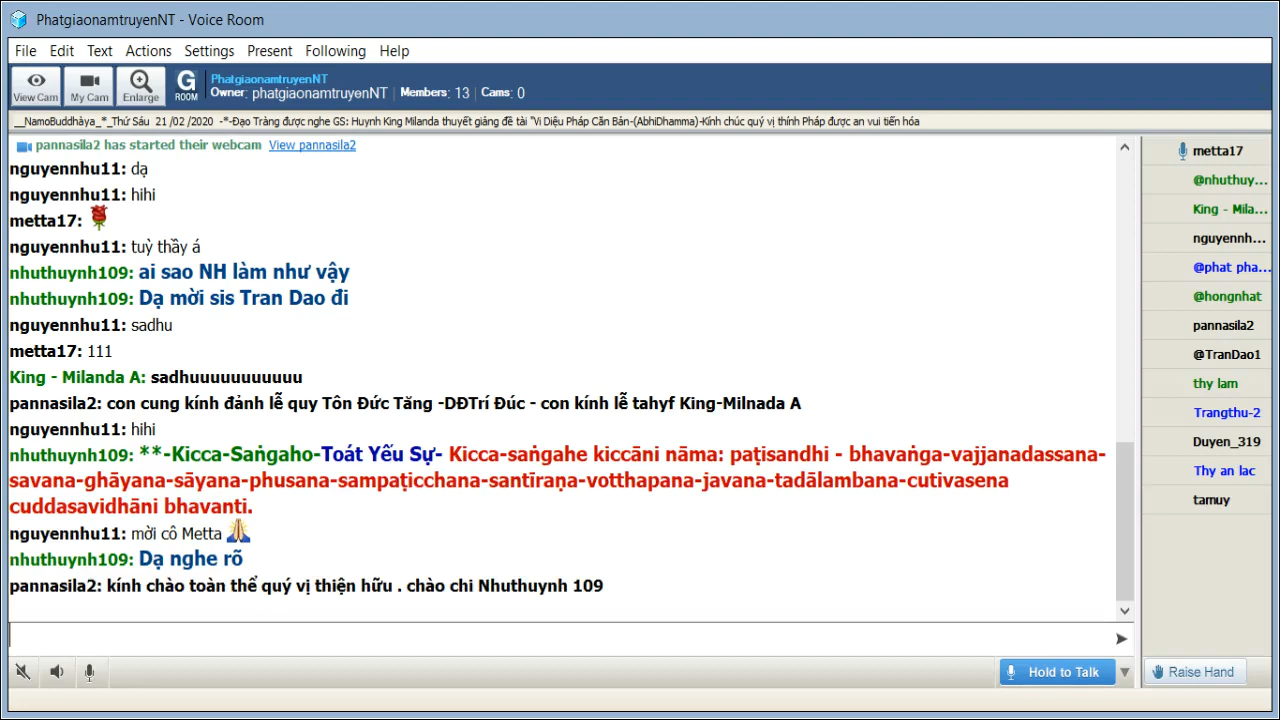 PhatgiaonamtruyenNT - Voice Room
File Edit Text Actions Settings Present Following Help
View Cam My Cam Enlarge G ROOM PhatgiaonamtruyenNT
Owner: phatgiaonamtruyenNT Members: 13 Cams: 0
__NamoBuddhàya_*_Thứ Sáu 21 /02 /2020 -*-Đạo Tràng được nghe GS: Huynh King Milanda thuyết giảng đề tài "Vi Diệu Pháp Căn Bản-(AbhiDhamma)-Kính chúc quý vị thính Pháp được an vui tiến hóa
pannasila2 has started their webcam View pannasila2
nguyennhu11: dạ
nguyennhu11: hihi
metta17:
nguyennhu11: tuỳ thầy á
nhuthuynh109: ai sao NH làm như vậy
nhuthuynh109: Dạ mời sis Tran Dao đi
nguyennhu11: sadhu
metta17: 111
King - Milanda A: sadhuuuuuuuuuuu
pannasila2: con cung kính đảnh lễ quy Tôn Đức Tăng -DĐTrí Đúc - con kính lễ tahyf King-Milnada A
nguyennhu11: hihi
nhuthuynh109: **-Kicca-Saṅgaho-Toát Yếu Sự- Kicca-saṅgahe kiccāni nāma: paṭisandhi - bhavaṅga-vajjanadassana-
savana-ghāyana-sāyana-phusana-sampaṭicchana-santīraṇa-votthapana-javana-tadālambana-cutivasena
cuddasavidhāni bhavanti.
nguyennhu11: mời cô Metta
nhuthuynh109: Dạ nghe rõ
pannasila2: kính chào toàn thể quý vị thiện hữu . chào chi Nhuthuynh 109
Hold to Talk
metta17
@nhuthuy...
King - Mila...
nguyennh...
@phat pha...
@hongnhat
pannasila2
@TranDao1
thy lam
Trangthu-2
Duyen_319
Thy an lac
tamuy
Raise Hand